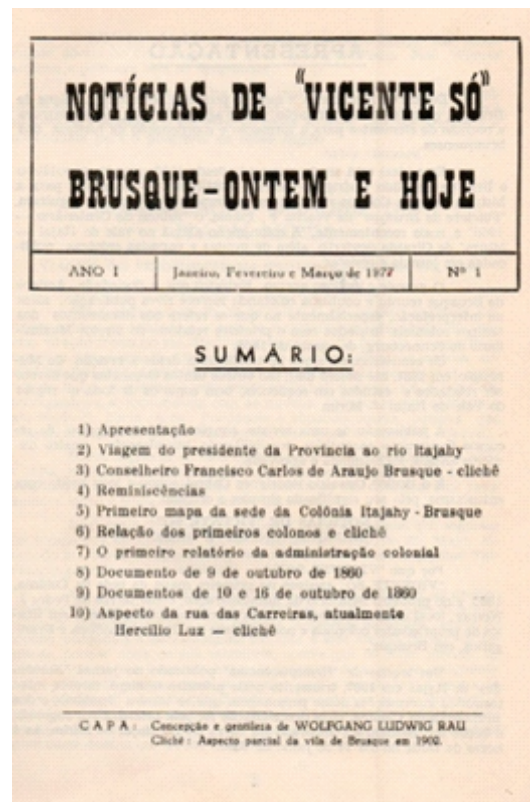 NOTÍCIAS DE "VICENTE SÓ"
BRUSQUE-ONTEM E HOJE
ANO I Janeiro, Fevereiro e Março de 1977 Nº 1
SUMÁRIO:
1) Apresentação
2) Viagem do presidente da Província ao rio Itajahy
3) Conselheiro Francisco Carlos de Araujo Brusque - clichê
4) Reminiscências
5) Primeiro mapa da sede da Colônia Itajahy - Brusque
6) Relação dos primeiros colonos e clichê
7) O primeiro relatório da administração colonial
8) Documento de 9 de outubro de 1860
9) Documentos de 10 e 16 de outubro de 1860
10) Aspecto da rua das Carreiras, atualmente
Hercílio Luz — clichê
CAPA: Concepção e gentileza de WOLFGANG LUDWIG RAU
Clichê: Aspecto parcial da vila de Brusque em 1902.